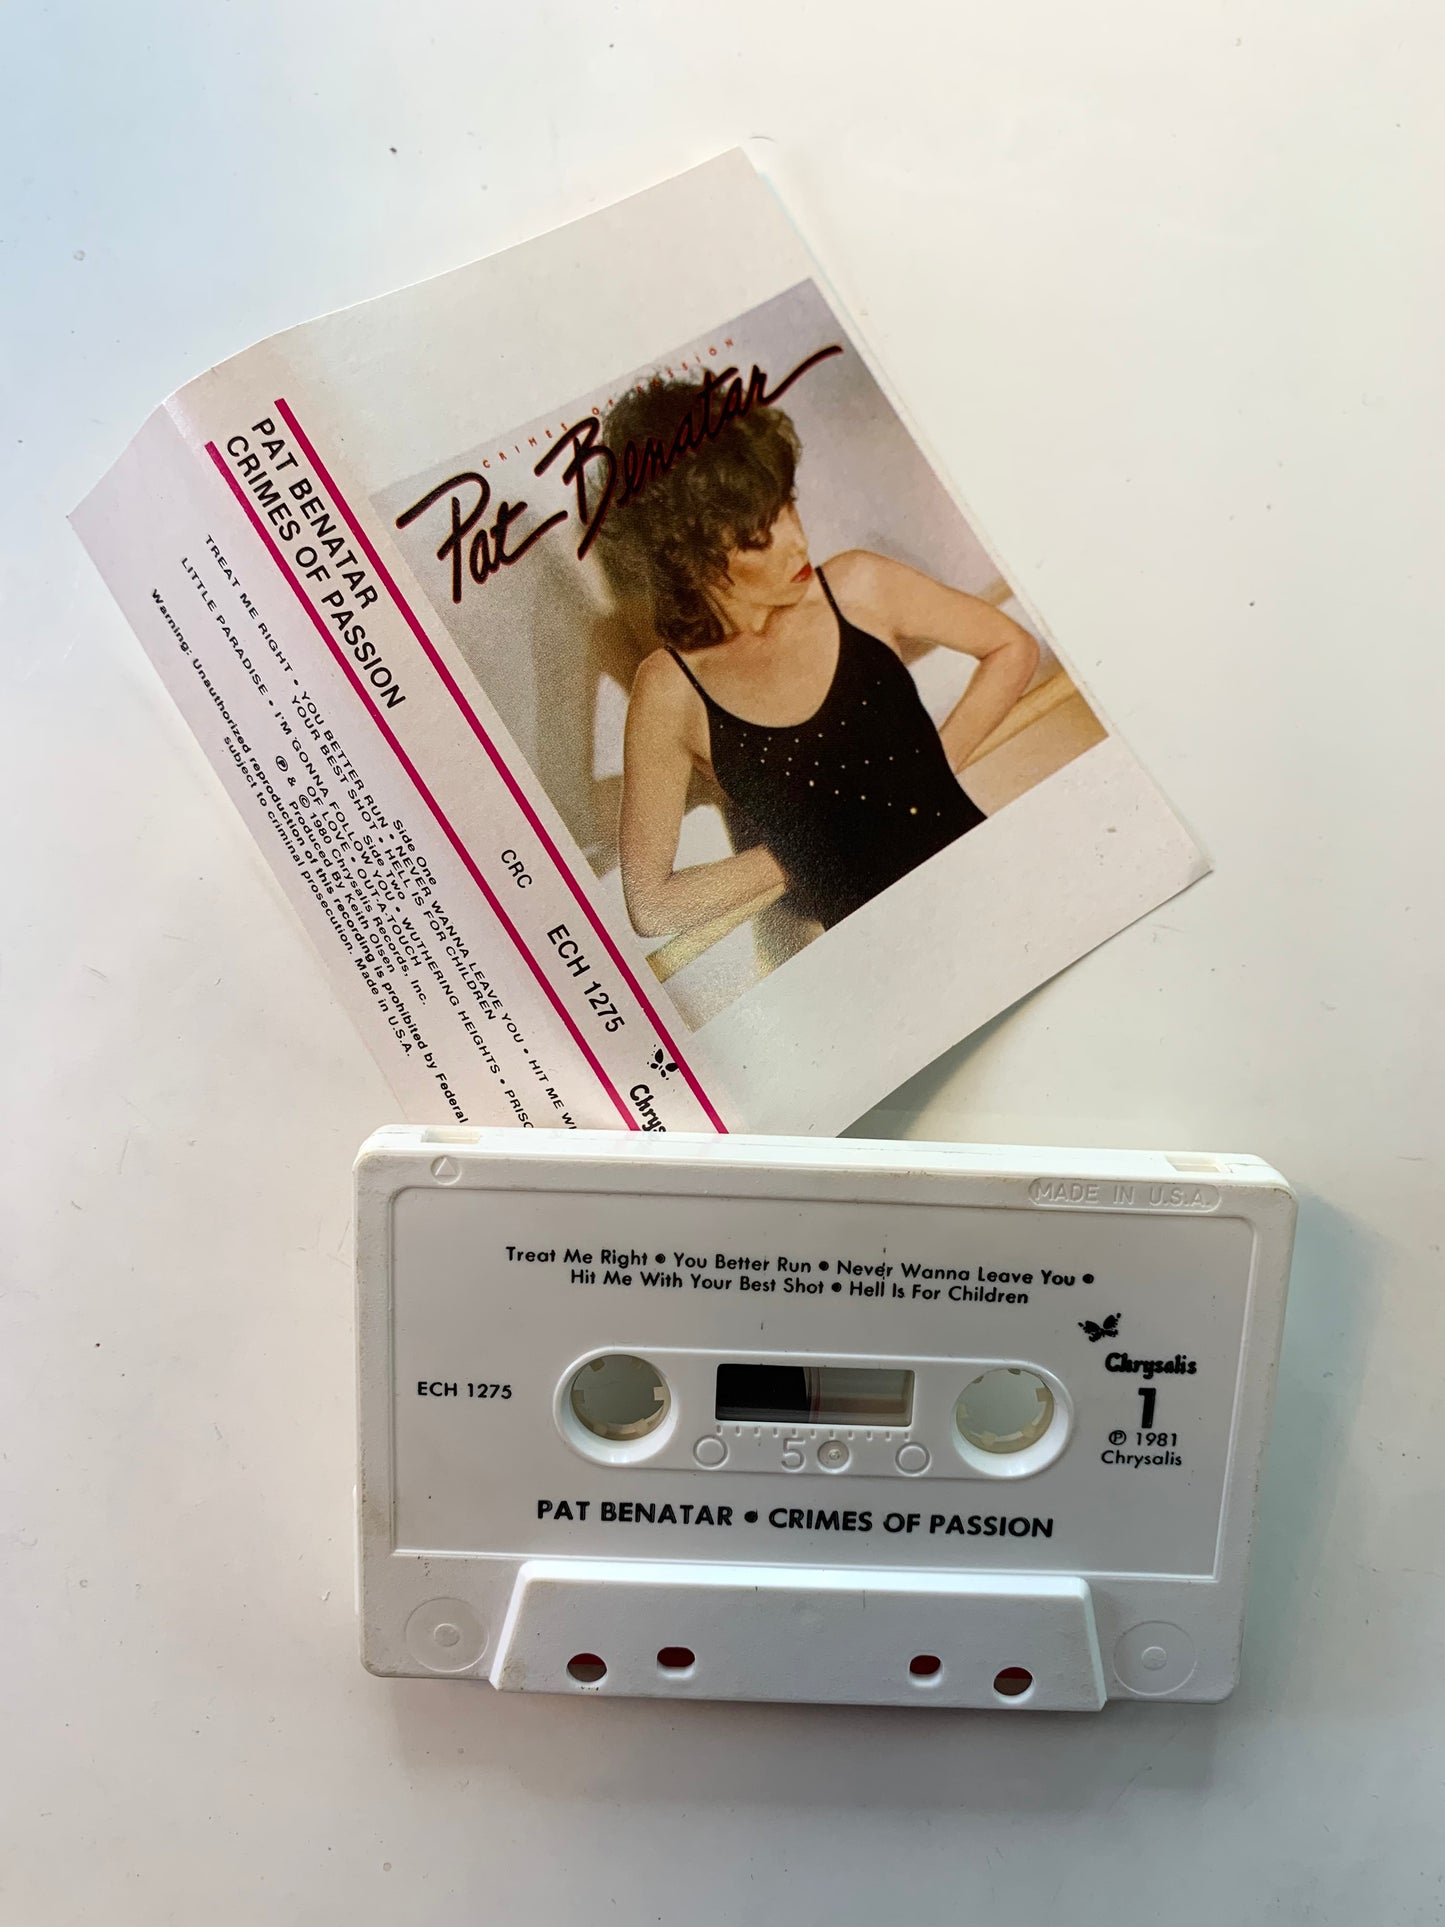 CRIMES OF PASSION
Pat Benatar
PAT BENATAR
CRIMES OF PASSION
CRC
ECH 1275
Chrys
Side One
TREAT ME RIGHT • YOU BETTER RUN • NEVER WANNA LEAVE YOU • HIT ME WI
YOUR BEST SHOT • HELL IS FOR CHILDREN
Side Two
LITTLE PARADISE • I'M GONNA FOLLOW YOU • WUTHERING HEIGHTS • PRISO
OF LOVE • OUT-A-TOUCH
℗ & © 1980 Chrysalis Records, Inc.
Produced By Keith Olsen
Warning: Unauthorized reproduction of this recording is prohibited by Federal
subject to criminal prosecution. Made in U.S.A.
MADE IN U.S.A.
Treat Me Right • You Better Run • Never Wanna Leave You •
Hit Me With Your Best Shot • Hell Is For Children
Chrysalis
ECH 1275
1
℗ 1981
Chrysalis
5
PAT BENATAR • CRIMES OF PASSION